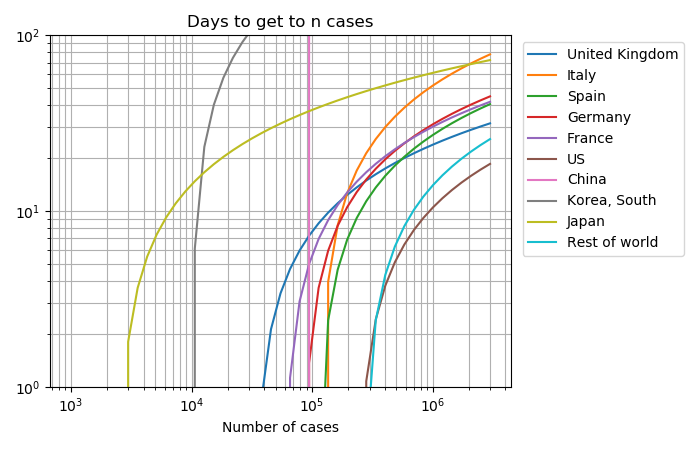 Days to get to n cases
10²
10¹
10⁰
10³
10⁴
10⁵
10⁶
Number of cases
United Kingdom
Italy
Spain
Germany
France
US
China
Korea, South
Japan
Rest of world